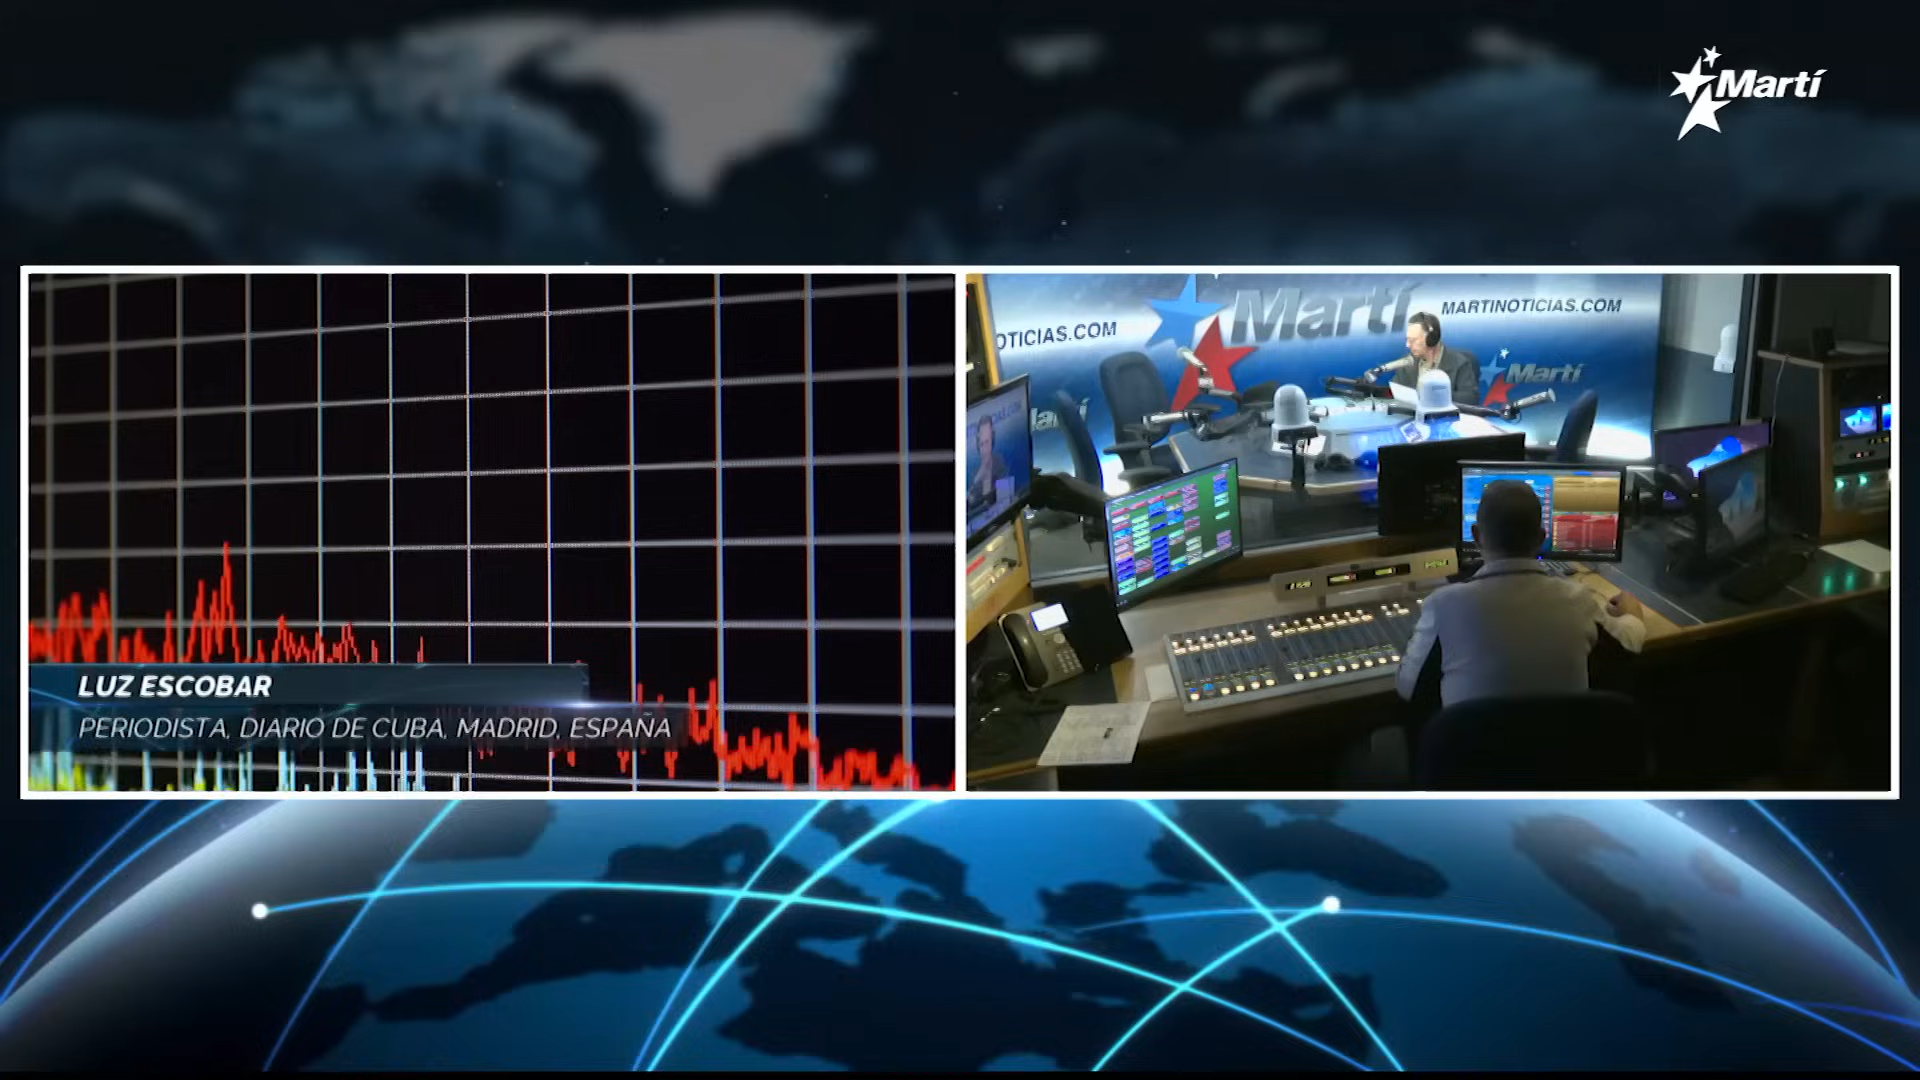 Martí
OTICIAS.COM
Martí
MARTINOTICIAS.COM
Martí
LUZ ESCOBAR
PERIODISTA, DIARIO DE CUBA, MADRID, ESPAÑA